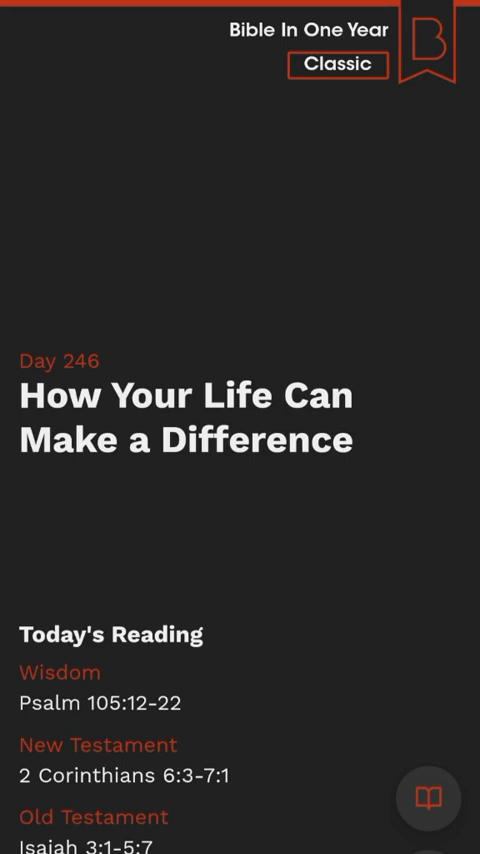 Bible In One Year
Classic
B
Day 246
How Your Life Can
Make a Difference
Today's Reading
Wisdom
Psalm 105:12-22
New Testament
2 Corinthians 6:3-7:1
Old Testament
Isaiah 3:1-5:7